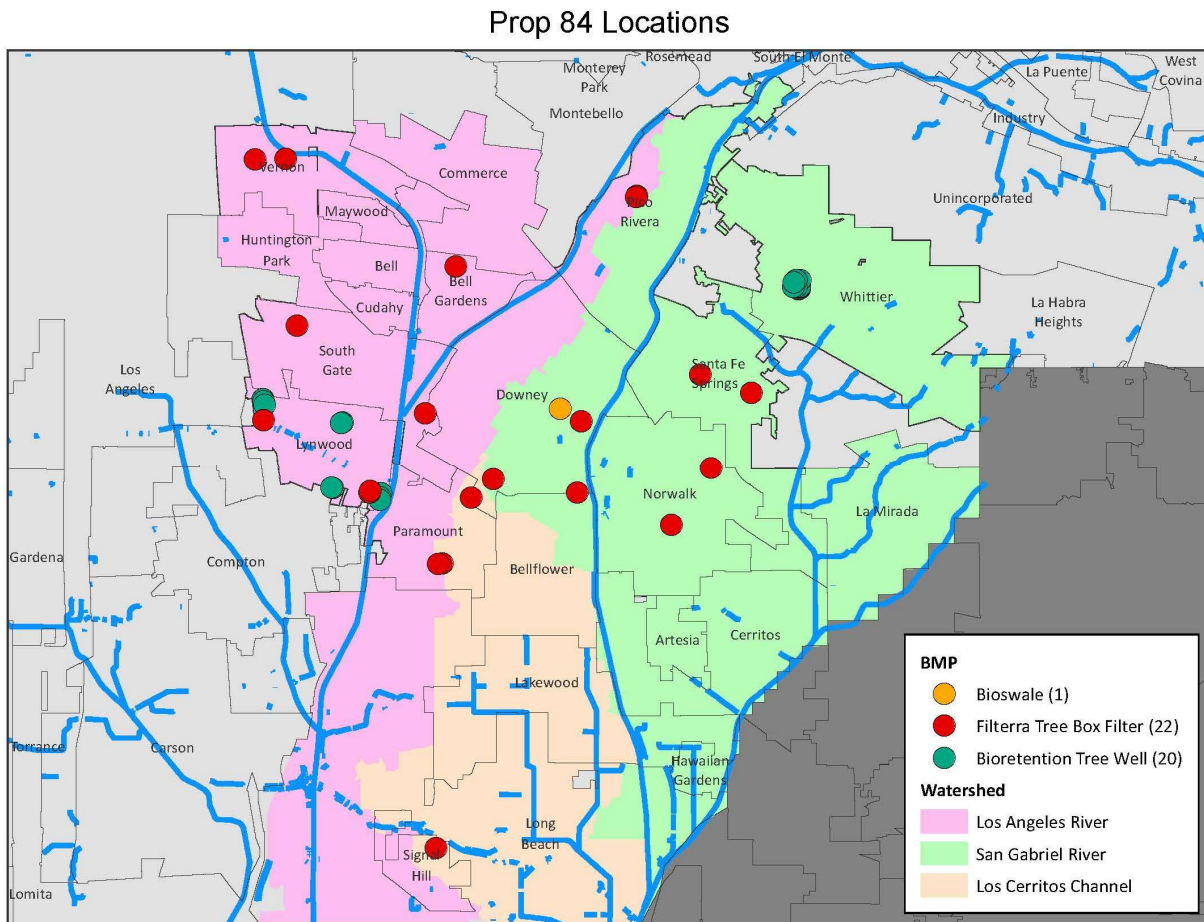 Prop 84 Locations
Rosemead
South El Monte
West
Covina
Monterey
Park
La Puente
Montebello
Industry
Vernon
Commerce
Unincorporated
Maywood
Pico
Rivera
Huntington
Park
Bell
Bell
Gardens
Whittier
Cudahy
La Habra
Heights
South
Gate
Los
Angeles
Santa Fe
Springs
Downey
Lynwood
Norwalk
La Mirada
Paramount
Gardena
Compton
Bellflower
Artesia
Cerritos
Lakewood
Torrance
Carson
Hawaiian
Gardens
Long
Beach
Signal
Hill
Lomita
BMP
Bioswale (1)
Filterra Tree Box Filter (22)
Bioretention Tree Well (20)
Watershed
Los Angeles River
San Gabriel River
Los Cerritos Channel